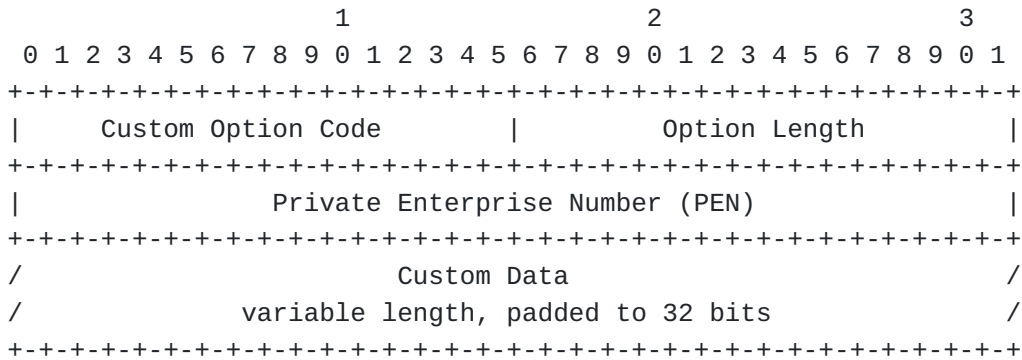 1                   2                   3
 0 1 2 3 4 5 6 7 8 9 0 1 2 3 4 5 6 7 8 9 0 1 2 3 4 5 6 7 8 9 0 1
+-+-+-+-+-+-+-+-+-+-+-+-+-+-+-+-+-+-+-+-+-+-+-+-+-+-+-+-+-+-+-+-+
|     Custom Option Code        |         Option Length         |
+-+-+-+-+-+-+-+-+-+-+-+-+-+-+-+-+-+-+-+-+-+-+-+-+-+-+-+-+-+-+-+-+
|                Private Enterprise Number (PEN)                |
+-+-+-+-+-+-+-+-+-+-+-+-+-+-+-+-+-+-+-+-+-+-+-+-+-+-+-+-+-+-+-+-+
/                        Custom Data                            /
/              variable length, padded to 32 bits               /
+-+-+-+-+-+-+-+-+-+-+-+-+-+-+-+-+-+-+-+-+-+-+-+-+-+-+-+-+-+-+-+-+